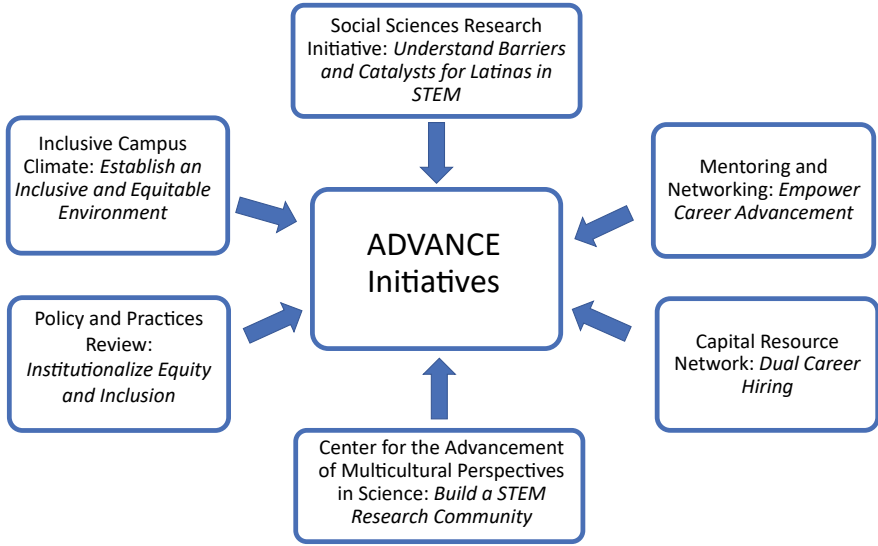 Social Sciences Research
Initiative: Understand Barriers
and Catalysts for Latinas in
STEM
Inclusive Campus
Climate: Establish an
Inclusive and Equitable
Environment
Mentoring and
Networking: Empower
Career Advancement
ADVANCE
Initiatives
Policy and Practices
Review:
Institutionalize Equity
and Inclusion
Capital Resource
Network: Dual Career
Hiring
Center for the Advancement
of Multicultural Perspectives
in Science: Build a STEM
Research Community